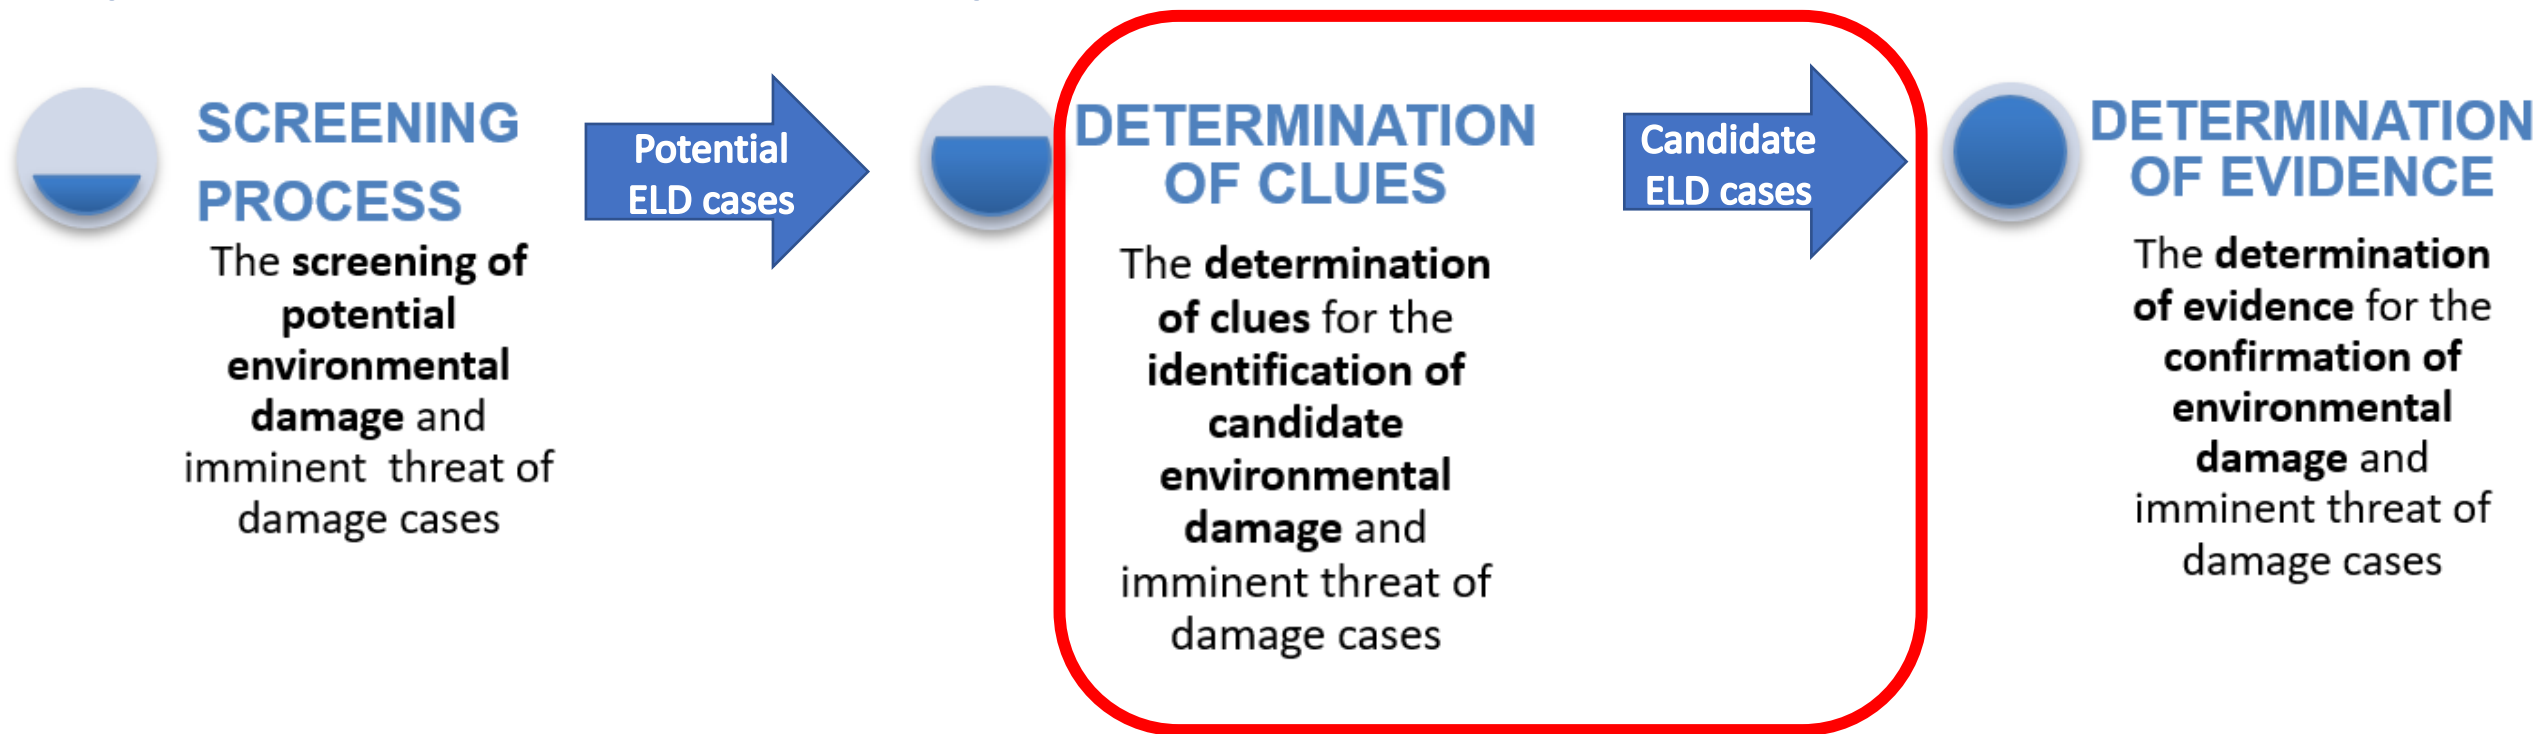 SCREENING
PROCESS
The screening of
potential
environmental
damage and
imminent threat of
damage cases
Potential
ELD cases
DETERMINATION
OF CLUES
The determination
of clues for the
identification of
candidate
environmental
damage and
imminent threat of
damage cases
Candidate
ELD cases
DETERMINATION
OF EVIDENCE
The determination
of evidence for the
confirmation of
environmental
damage and
imminent threat of
damage cases